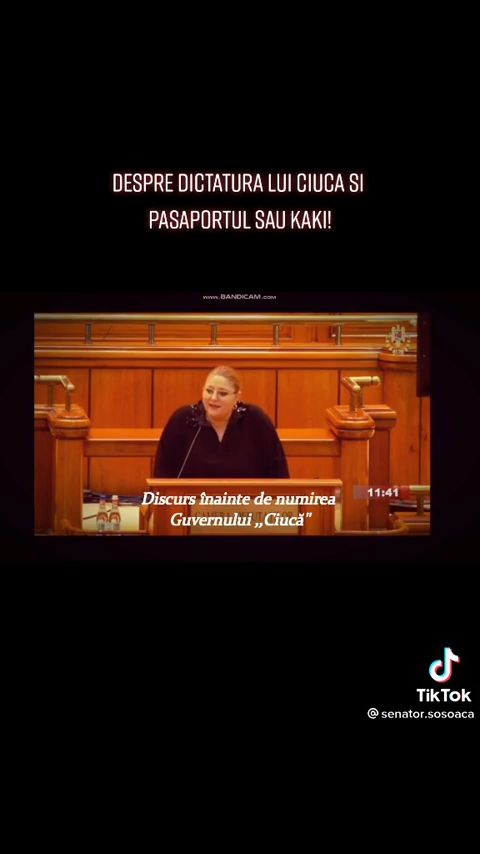 DESPRE DICTATURA LUI CIUCA SI
PASAPORTUL SAU KAKI!
www.BANDICAM.com
11:41
Discurs înainte de numirea
Guvernului ,,Ciucă"
TikTok
@senator.sosoaca